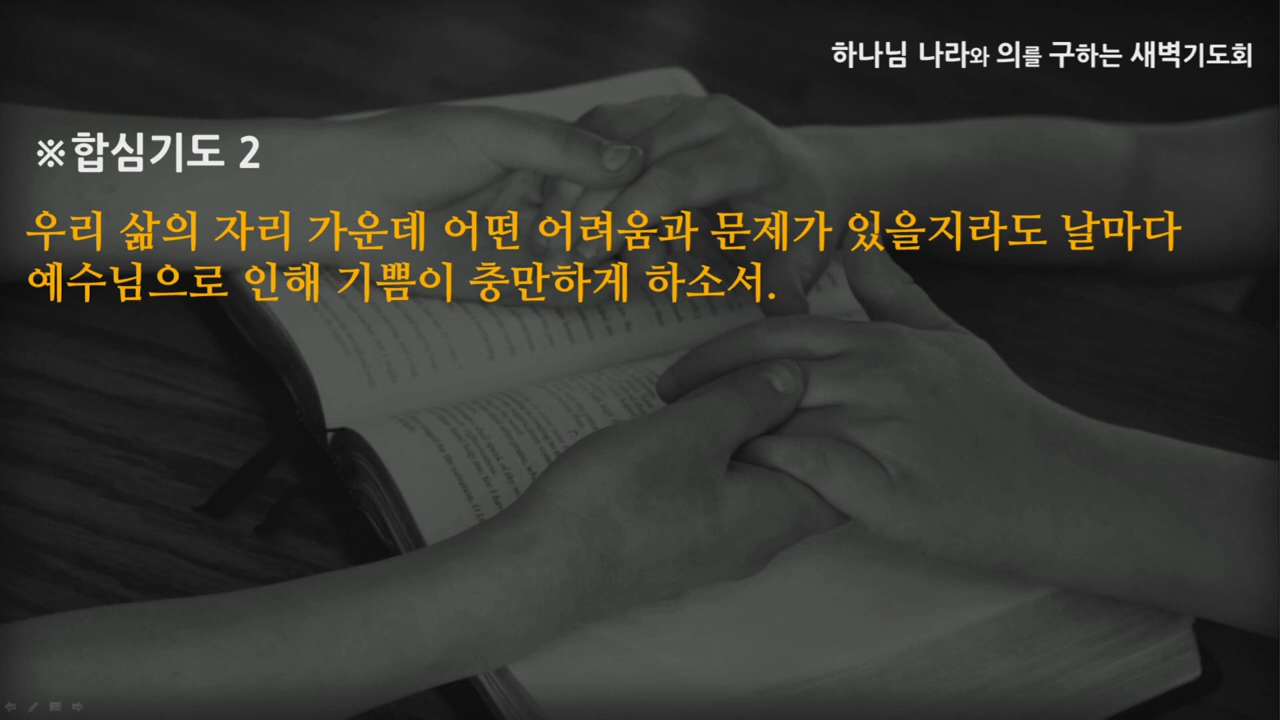 하나님 나라와 의를 구하는 새벽기도회
※합심기도 2
우리 삶의 자리 가운데 어떤 어려움과 문제가 있을지라도 날마다
예수님으로 인해 기쁨이 충만하게 하소서.